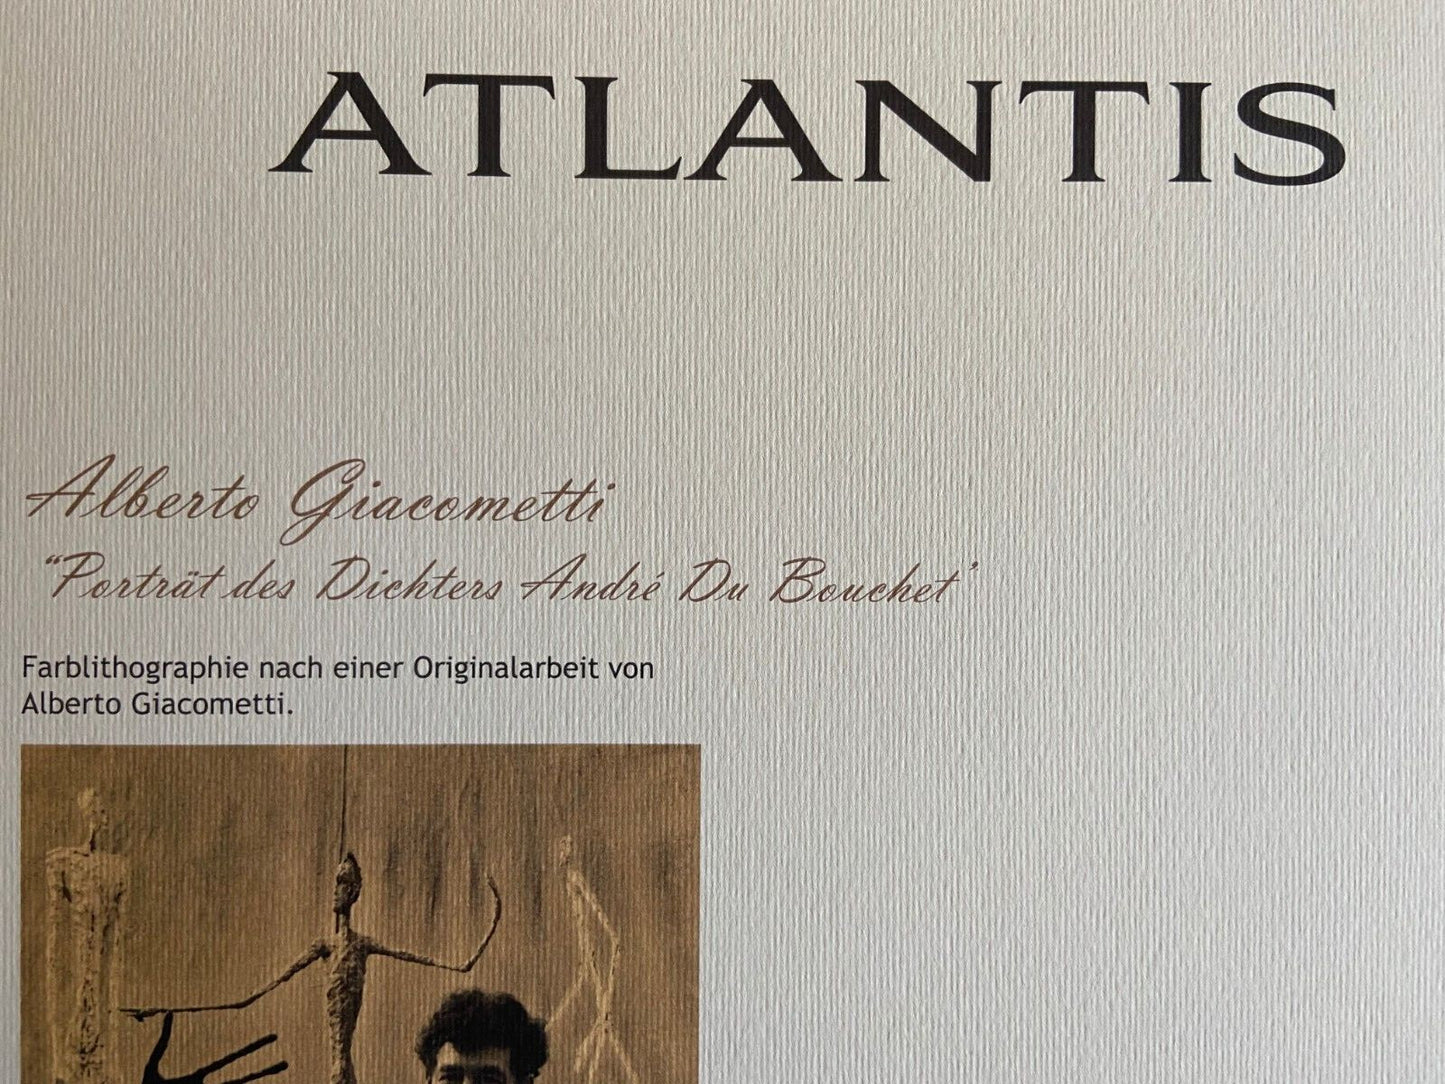 ATLANTIS
Alberto Giacometti
“Porträt des Dichters André Du Bouchet’
Farblithographie nach einer Originalarbeit von
Alberto Giacometti.